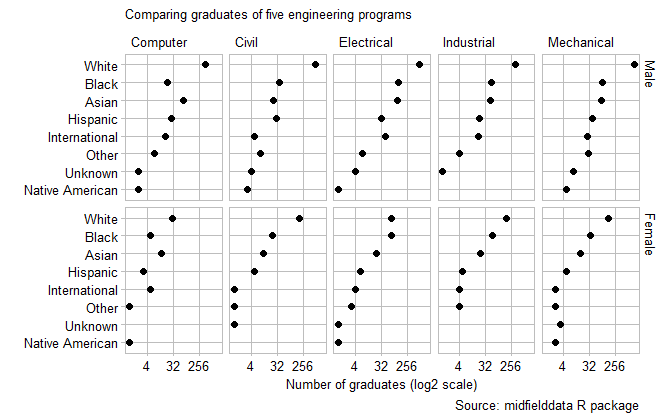 Comparing graduates of five engineering programs
Computer Civil Electrical Industrial Mechanical
White
Black
Asian
Hispanic
International
Other
Unknown
Native American
Male
White
Black
Asian
Hispanic
International
Other
Unknown
Native American
Female
4 32 256 4 32 256 4 32 256 4 32 256 4 32 256
Number of graduates (log2 scale)
Source: midfielddata R package